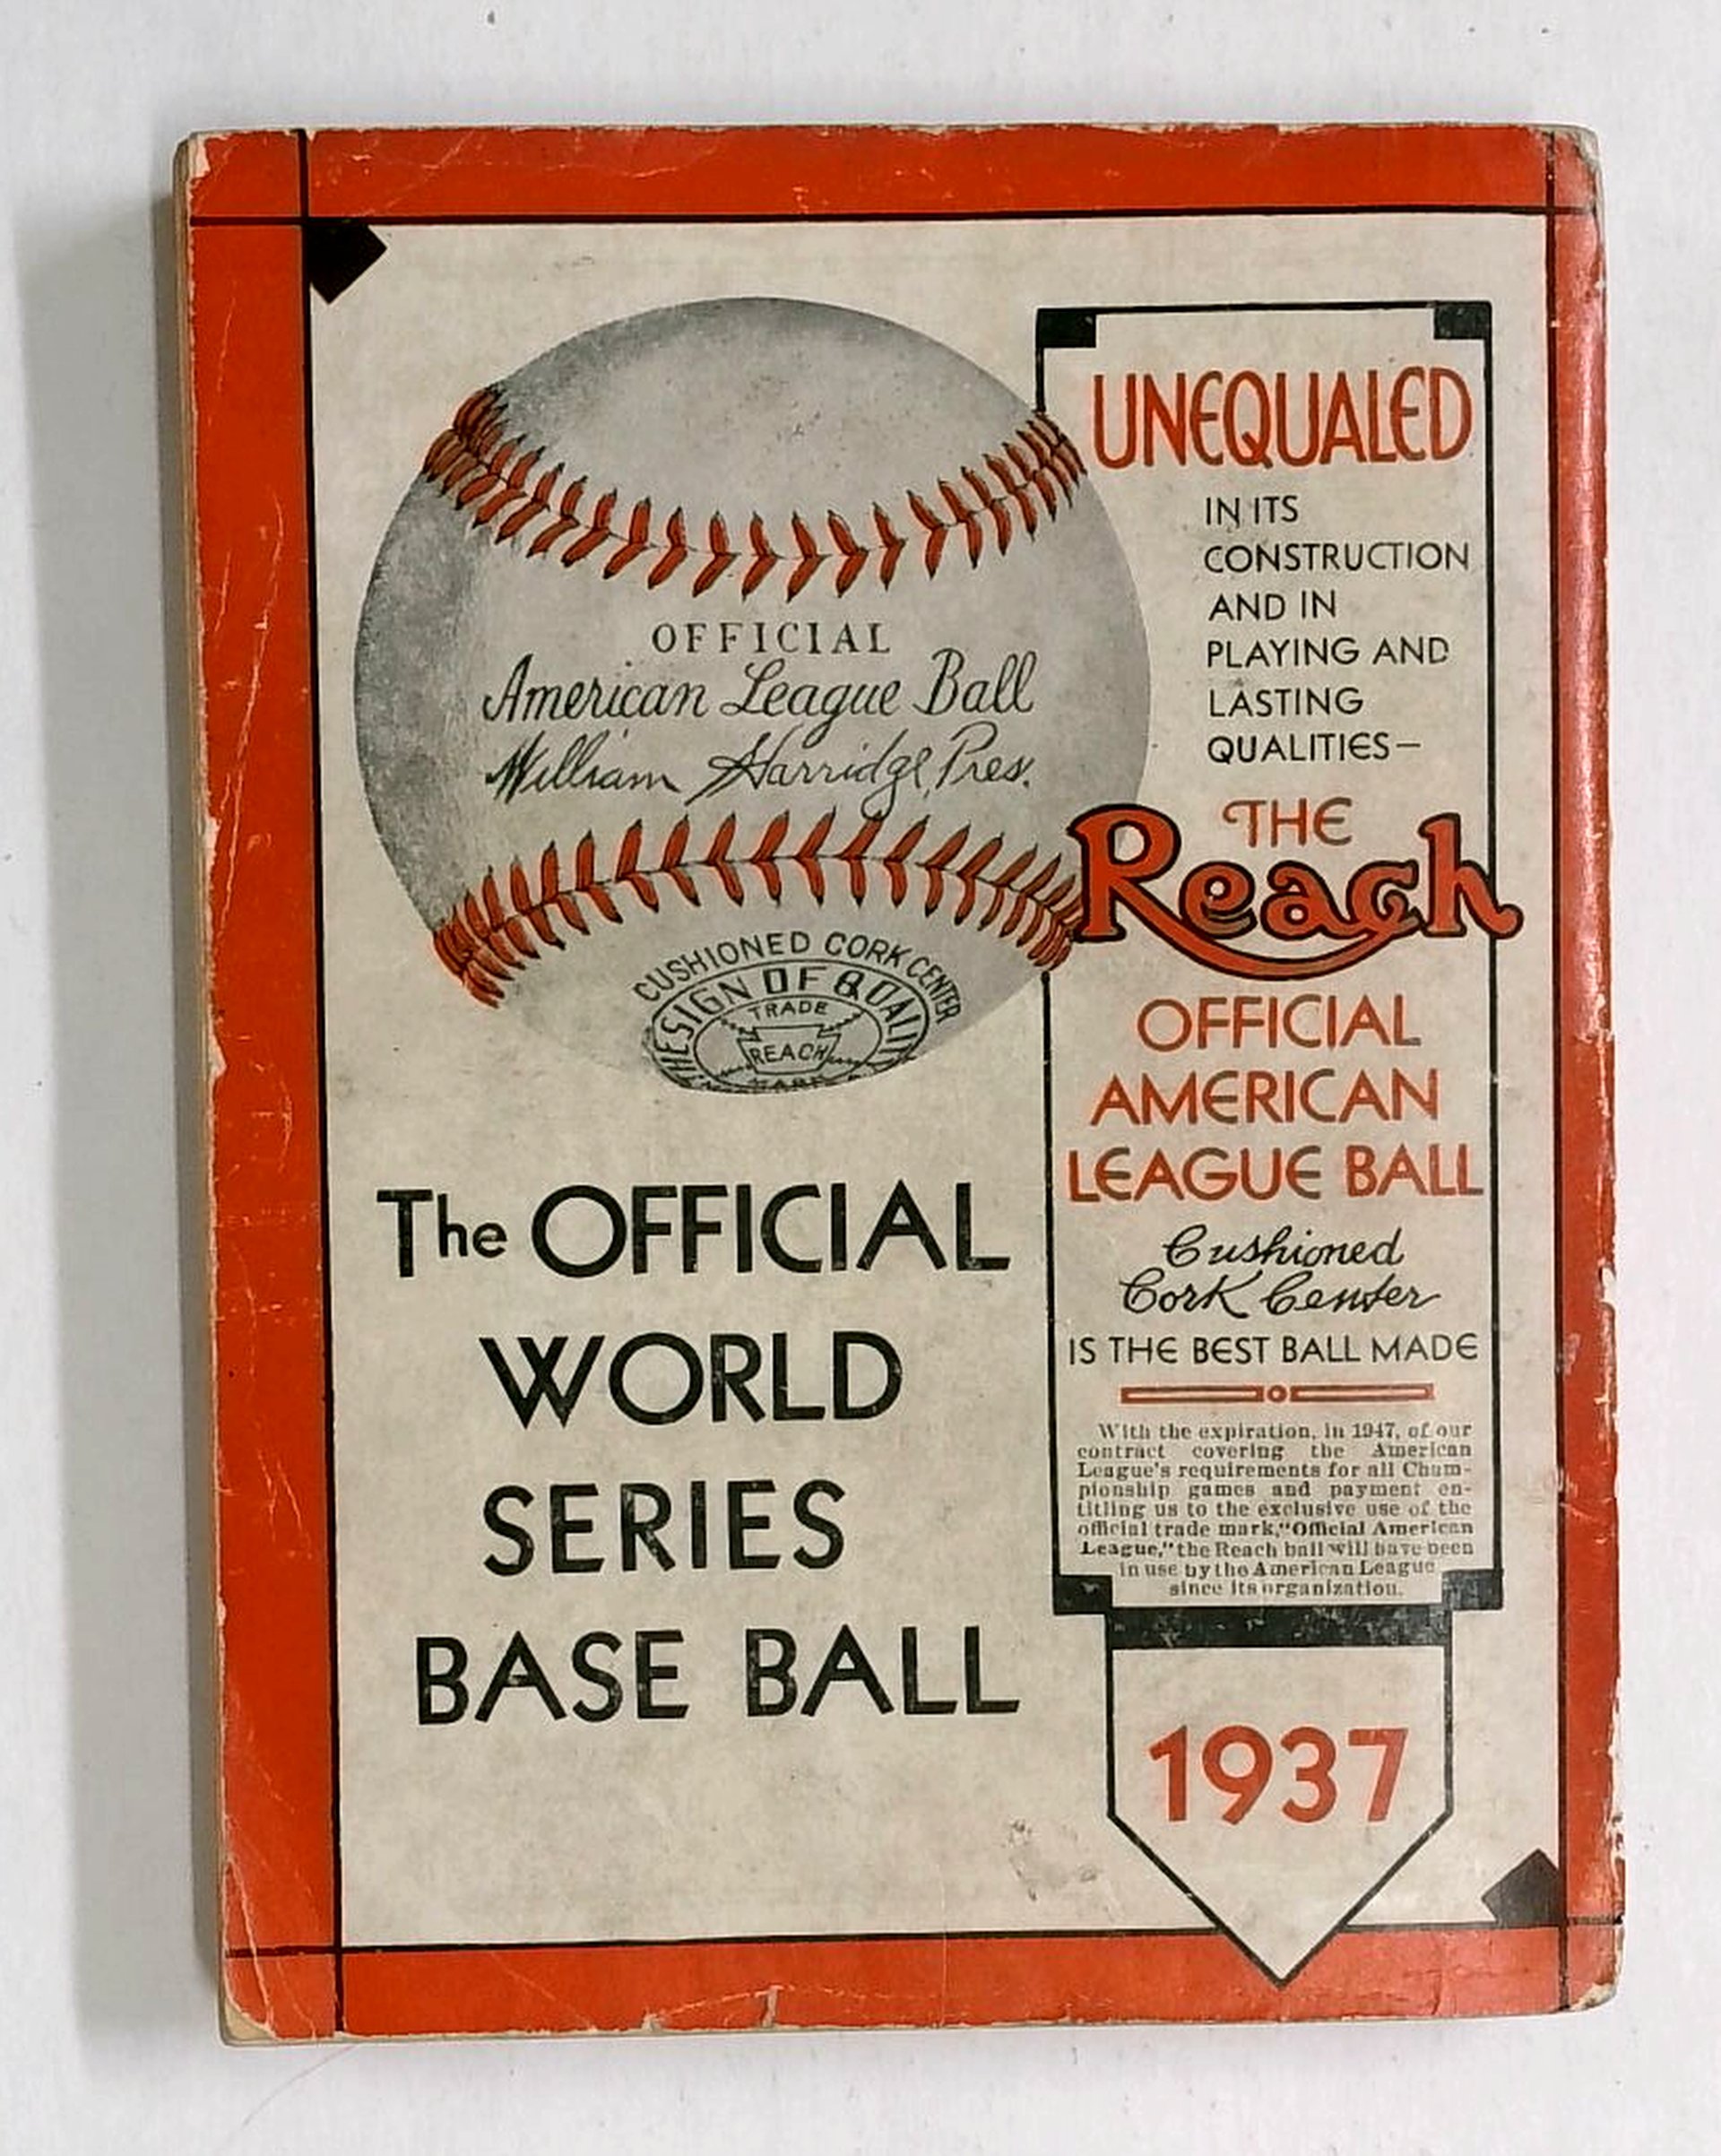 OFFICIAL
American League Ball
William Harridge, Pres.
CUSHIONED CORK CENTER
THE SIGN OF QUALITY
TRADE
REACH
MARK
The OFFICIAL
WORLD
SERIES
BASE BALL
UNEQUALED
IN ITS
CONSTRUCTION
AND IN
PLAYING AND
LASTING
QUALITIES—
THE
Reach
OFFICIAL
AMERICAN
LEAGUE BALL
Cushioned
Cork Center
IS THE BEST BALL MADE
With the expiration, in 1947, of our
contract covering the American
League's requirements for all Cham-
pionship games and payment en-
titling us to the exclusive use of the
official trade mark, "Official American
League," the Reach ball will have been
in use by the American League
since its organization.
1937